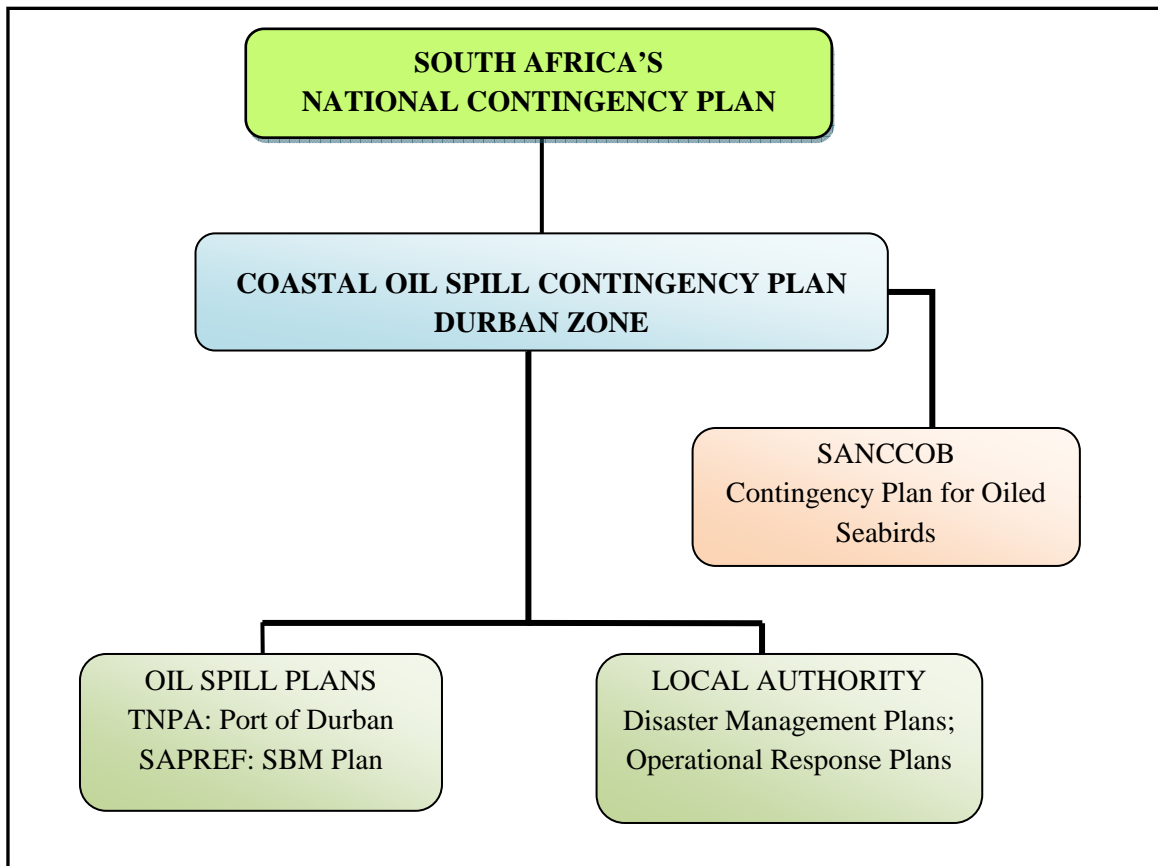 SOUTH AFRICA’S
NATIONAL CONTINGENCY PLAN
COASTAL OIL SPILL CONTINGENCY PLAN
DURBAN ZONE
SANCCOB
Contingency Plan for Oiled
Seabirds
OIL SPILL PLANS
TNPA: Port of Durban
SAPREF: SBM Plan
LOCAL AUTHORITY
Disaster Management Plans;
Operational Response Plans